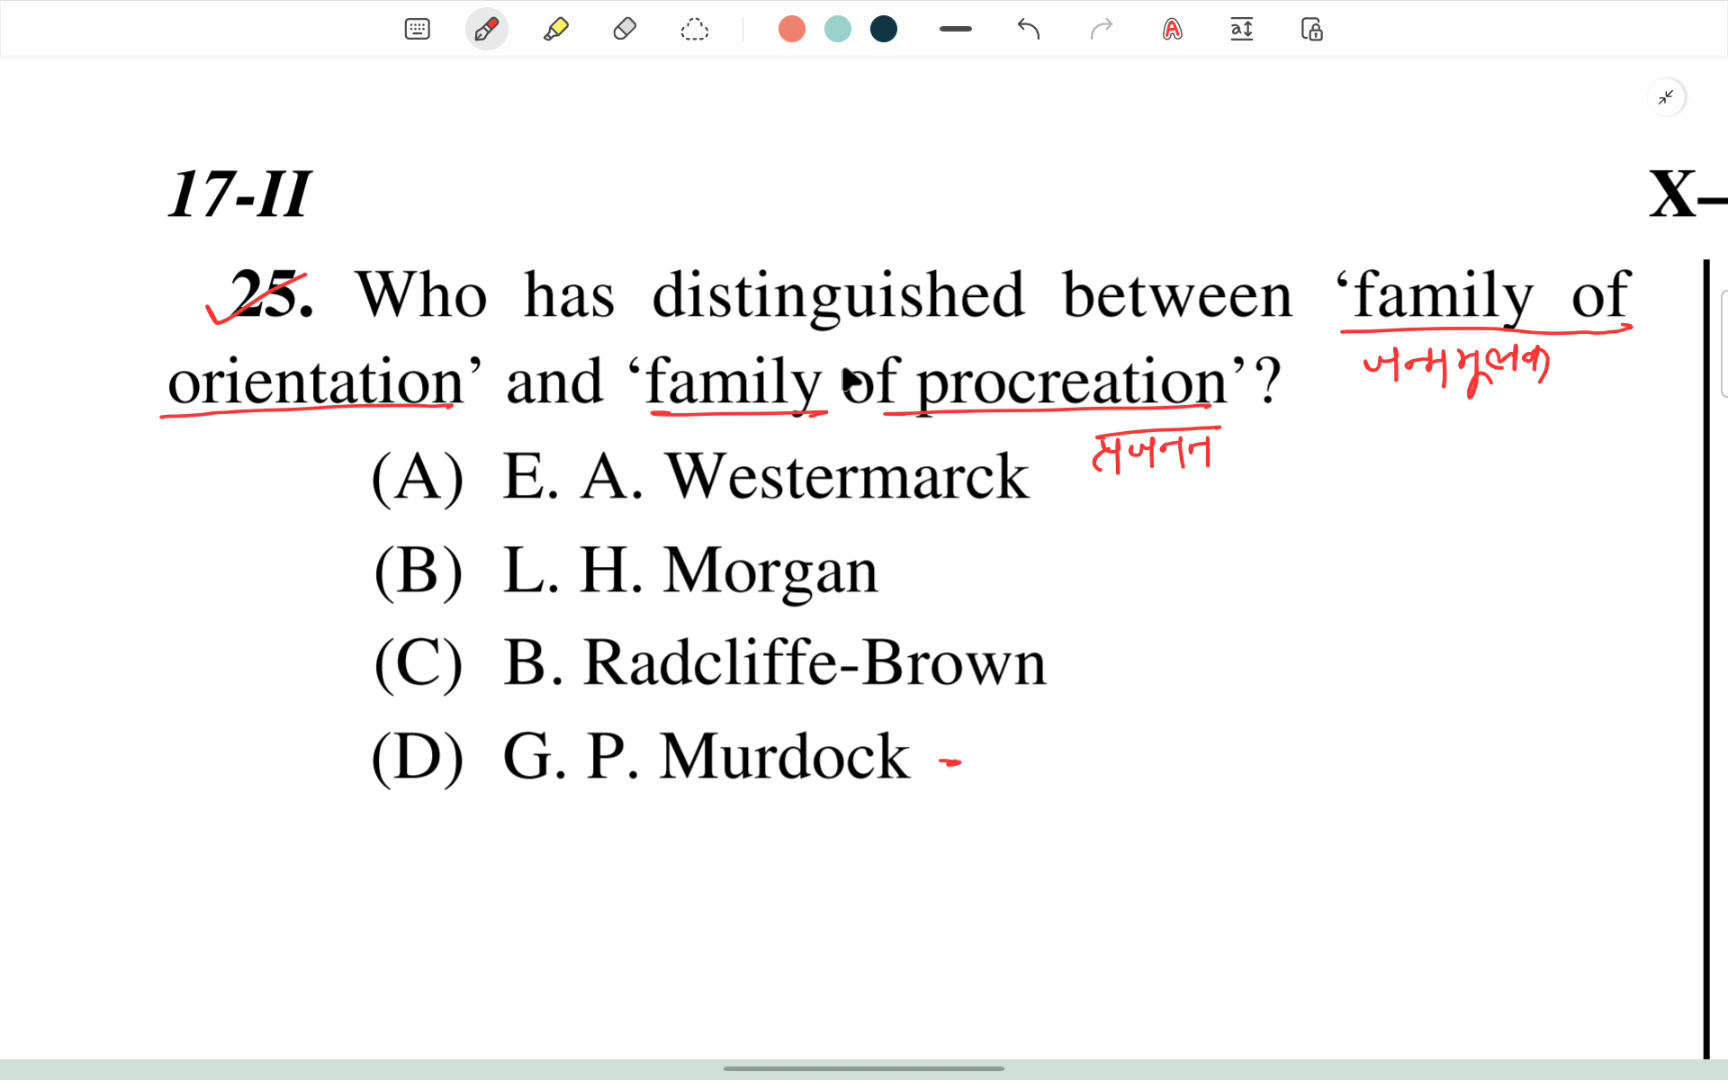 17-II
X–
25. Who has distinguished between ‘family of
orientation’ and ‘family of procreation’?
जन्ममूलक
प्रजनन
(A) E. A. Westermarck
(B) L. H. Morgan
(C) B. Radcliffe-Brown
(D) G. P. Murdock -